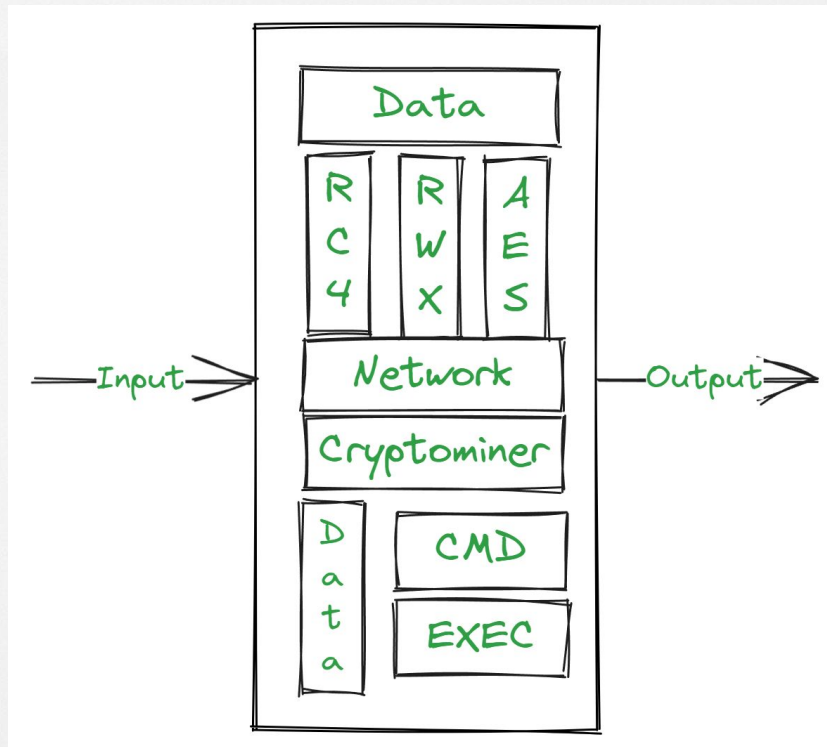 Data
RC4
RWX
AES
Input
Network
Output
Cryptominer
Data
CMD
EXEC